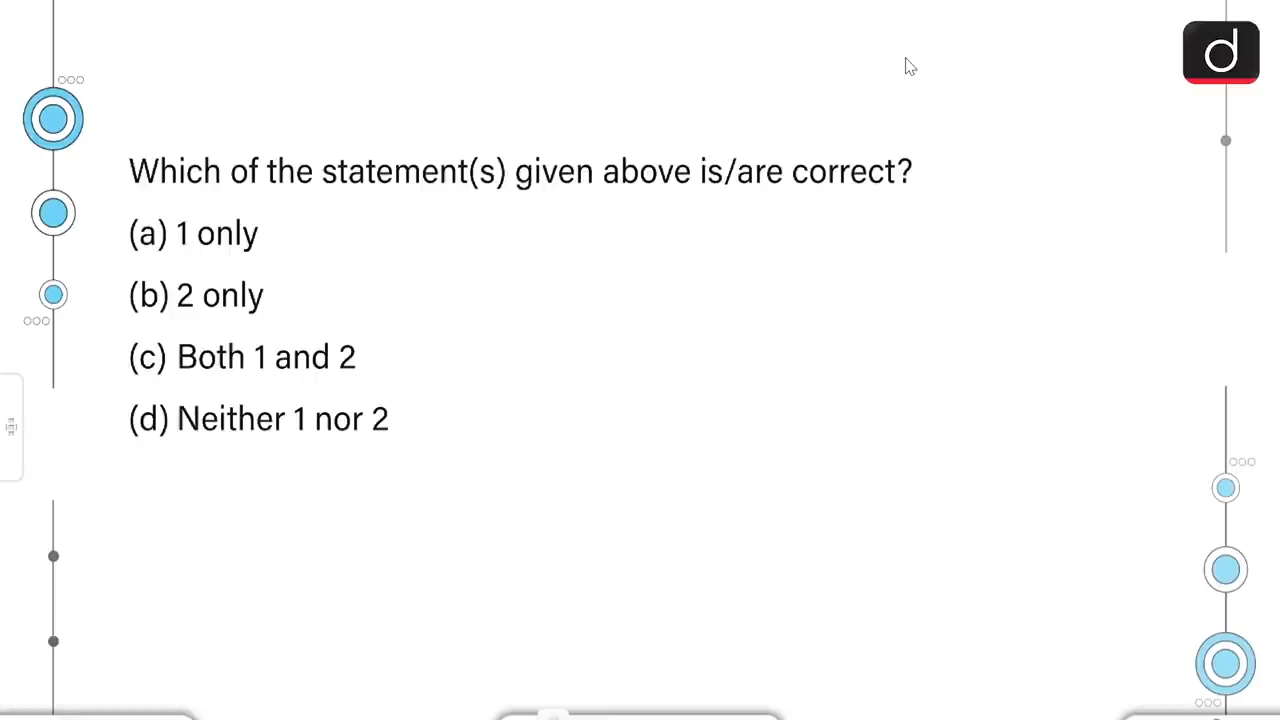 d
Which of the statement(s) given above is/are correct?
(a) 1 only
(b) 2 only
(c) Both 1 and 2
(d) Neither 1 nor 2